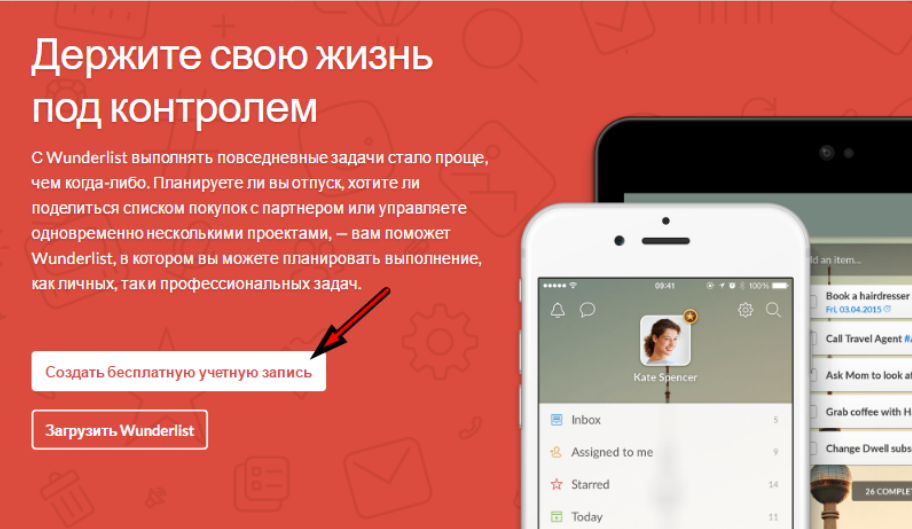 Держите свою жизнь
под контролем
С Wunderlist выполнять повседневные задачи стало проще,
чем когда-либо. Планируете ли вы отпуск, хотите ли
поделиться списком покупок с партнером или управляете
одновременно несколькими проектами, — вам поможет
Wunderlist, в котором вы можете планировать выполнение,
как личных, так и профессиональных задач.
Создать бесплатную учетную запись
Загрузить Wunderlist
09:41
100%
Kate Spencer
Inbox 5
Assigned to me 9
Starred 14
Today 11
an item...
Book a hairdresser
Fri, 03.04.2015
Call Travel Agent
Ask Mom to look
Grab coffee with
Change Dwell
26